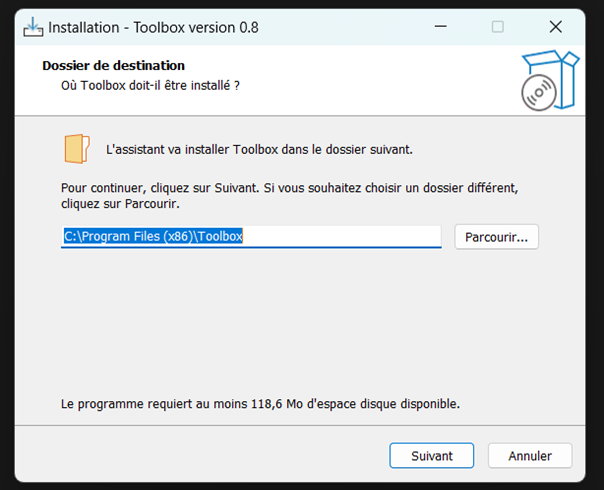 Installation - Toolbox version 0.8
Dossier de destination
Où Toolbox doit-il être installé ?
L'assistant va installer Toolbox dans le dossier suivant.
Pour continuer, cliquez sur Suivant. Si vous souhaitez choisir un dossier différent,
cliquez sur Parcourir.
C:\Program Files (x86)\Toolbox
Parcourir...
Le programme requiert au moins 118,6 Mo d'espace disque disponible.
Suivant
Annuler